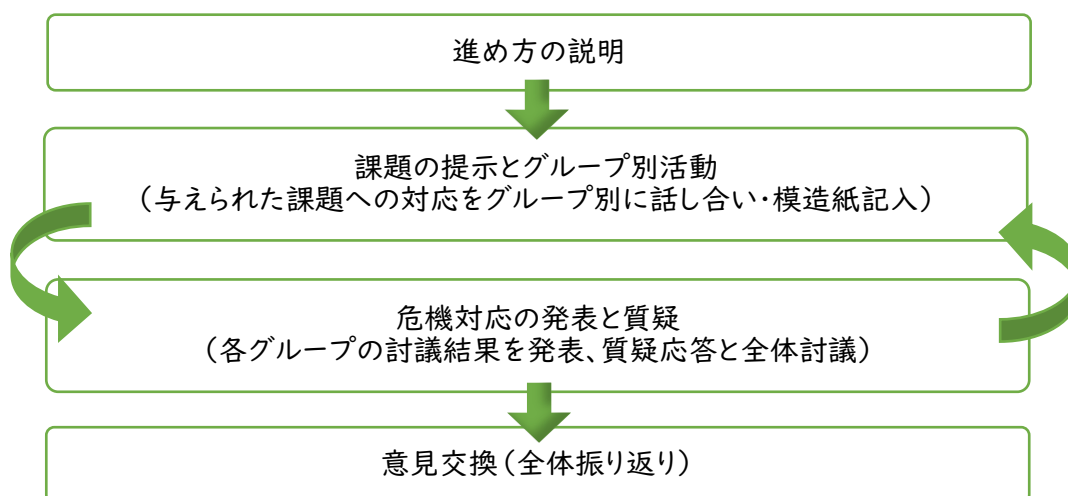 進め方の説明
課題の提示とグループ別活動
（与えられた課題への対応をグループ別に話し合い・模造紙記入）
危機対応の発表と質疑
（各グループの討議結果を発表、質疑応答と全体討議）
意見交換（全体振り返り）